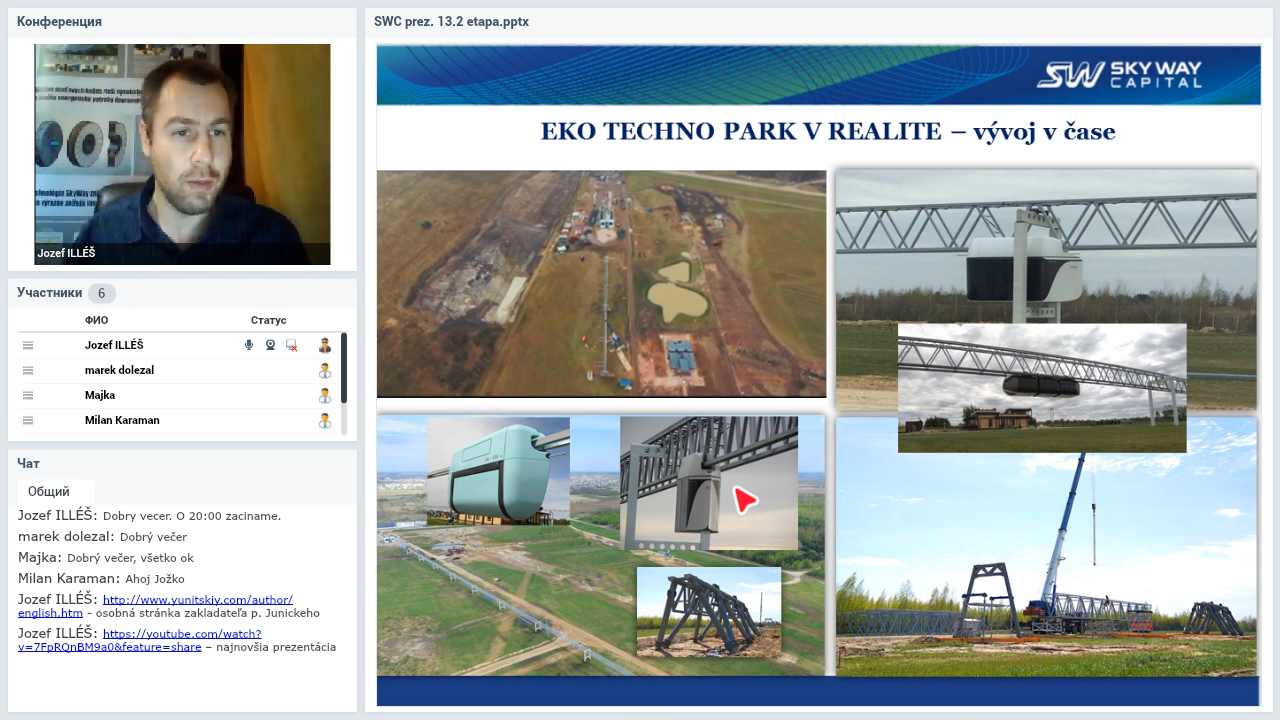 Конференция
Jozef ILLÉŠ
Участники 6
ФИО Статус
Jozef ILLÉŠ
marek dolezal
Majka
Milan Karaman
Чат
Общий
Jozef ILLÉŠ: Dobry vecer. O 20:00 zaciname.
marek dolezal: Dobrý večer
Majka: Dobrý večer, všetko ok
Milan Karaman: Ahoj Jožko
Jozef ILLÉŠ: http://www.yunitskiy.com/author/
english.htm - osobná stránka zakladateľa p. Junickeho
Jozef ILLÉŠ: https://youtube.com/watch?
v=7FpRQnBM9a0&feature=share – najnovšia prezentácia
SWC prez. 13.2 etapa.pptx
SW SKY WAY
CAPITAL
EKO TECHNO PARK V REALITE – vývoj v čase